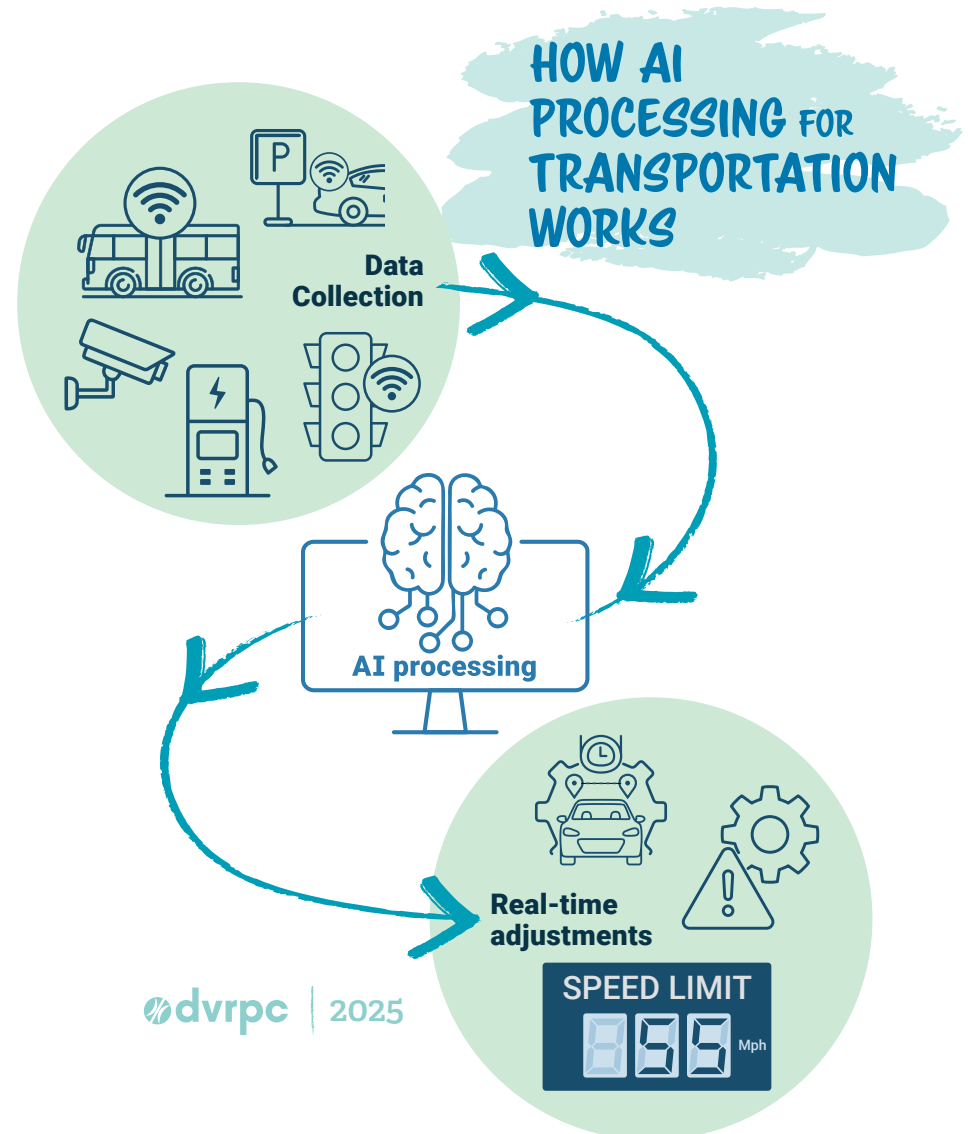 HOW AI
PROCESSING FOR
TRANSPORTATION
WORKS
P
Data
Collection
AI processing
Real-time
adjustments
SPEED LIMIT
55 Mph
dvrpc | 2025